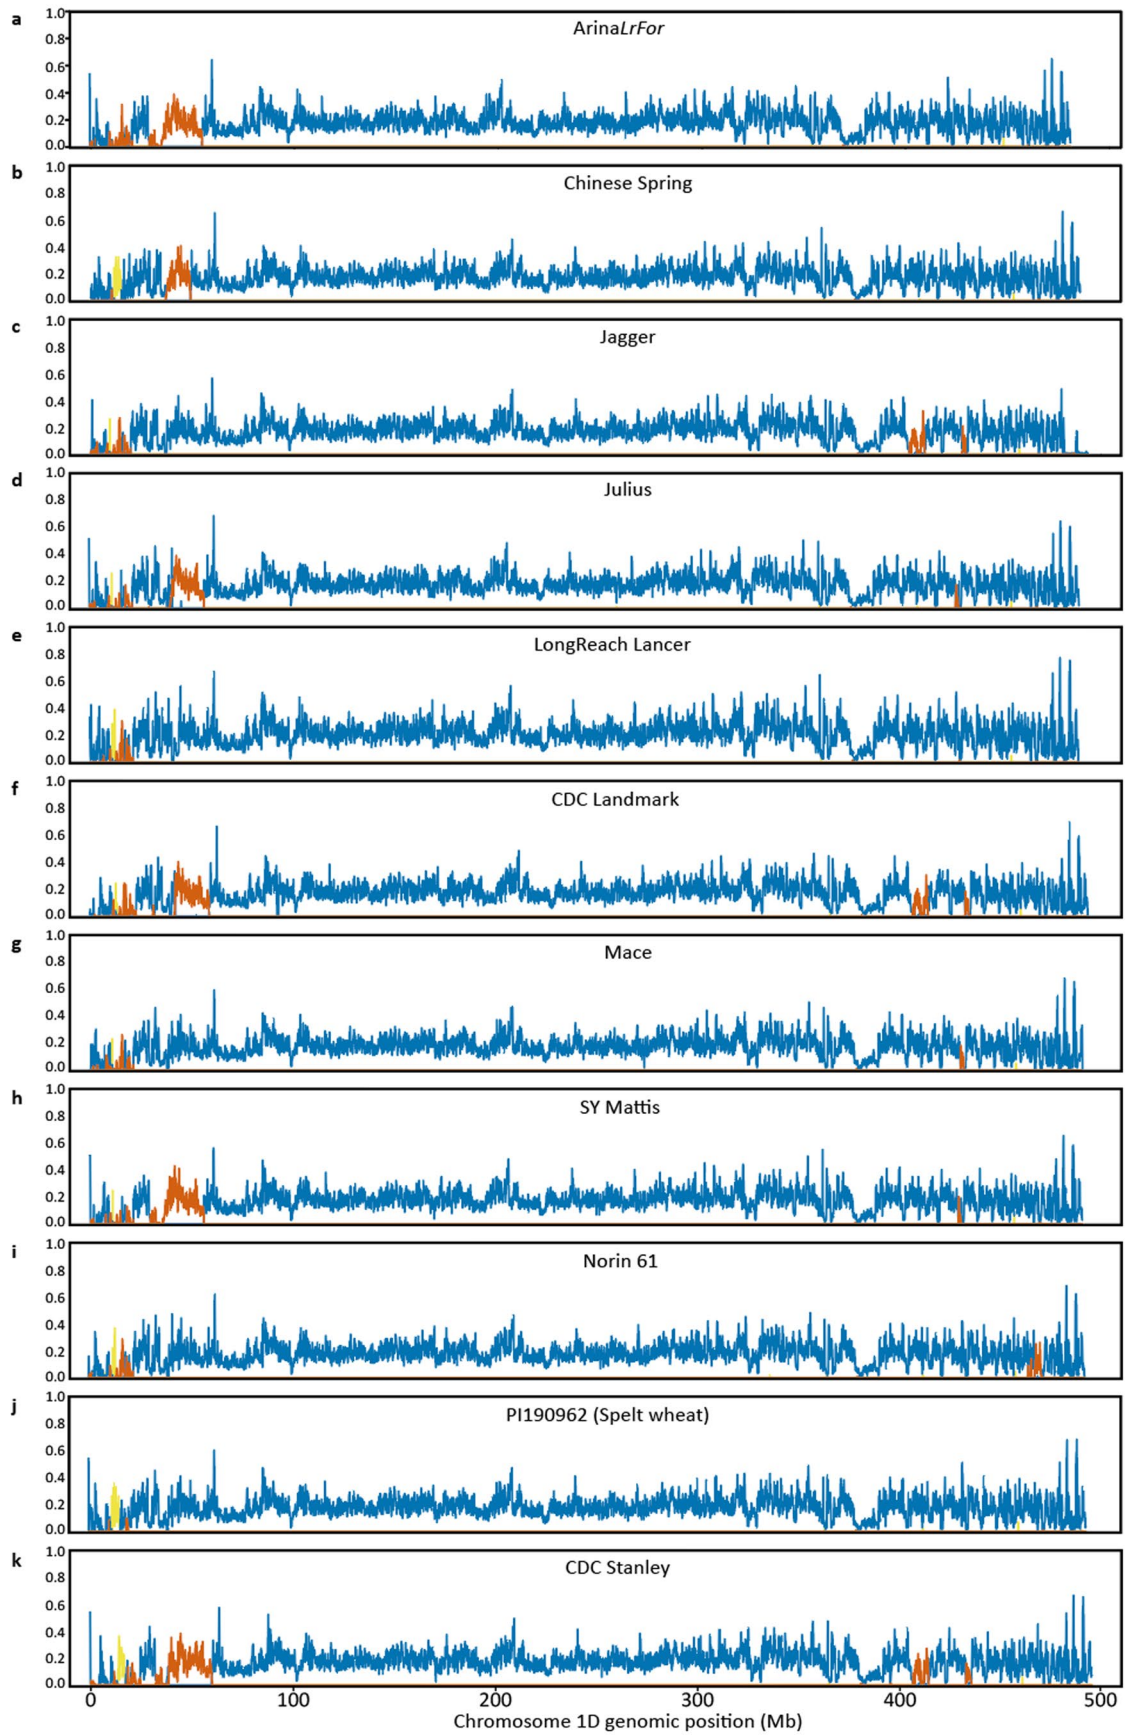 a
1.0
ArinaLrFor
0.8
0.6
0.4
0.2
0.0
b
1.0
Chinese Spring
0.8
0.6
0.4
0.2
0.0
c
1.0
Jagger
0.8
0.6
0.4
0.2
0.0
d
1.0
Julius
0.8
0.6
0.4
0.2
0.0
e
1.0
LongReach Lancer
0.8
0.6
0.4
0.2
0.0
f
1.0
CDC Landmark
0.8
0.6
0.4
0.2
0.0
g
1.0
Mace
0.8
0.6
0.4
0.2
0.0
h
1.0
SY Mattis
0.8
0.6
0.4
0.2
0.0
i
1.0
Norin 61
0.8
0.6
0.4
0.2
0.0
j
1.0
PI190962 (Spelt wheat)
0.8
0.6
0.4
0.2
0.0
k
1.0
CDC Stanley
0.8
0.6
0.4
0.2
0.0
0 100 200 300 400 500
Chromosome 1D genomic position (Mb)